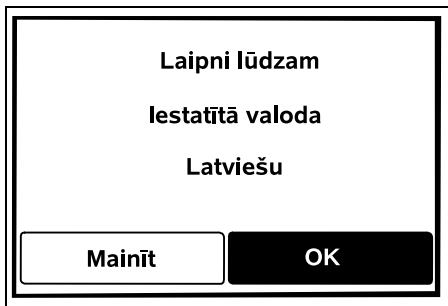 Laipni lūdzam
Iestatītā valoda
Latviešu
Mainīt
OK